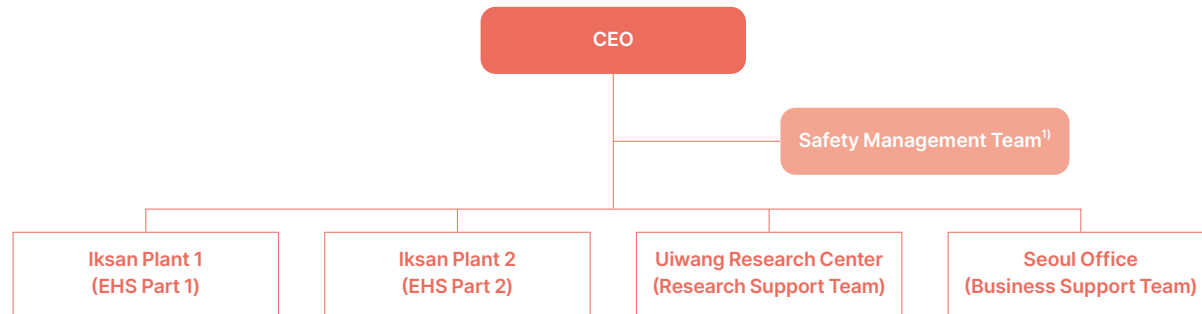 CEO
Safety Management Team1)
Iksan Plant 1
(EHS Part 1)
Iksan Plant 2
(EHS Part 2)
Uiwang Research Center
(Research Support Team)
Seoul Office
(Business Support Team)